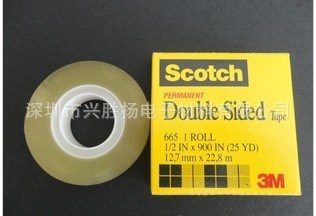 Scotch
PERMANENT
Double Sided Tape
665 1 ROLL
1/2 IN x 900 IN (25 YD)
12,7 mm x 22,8 m
3M
深圳市兴胜扬电子